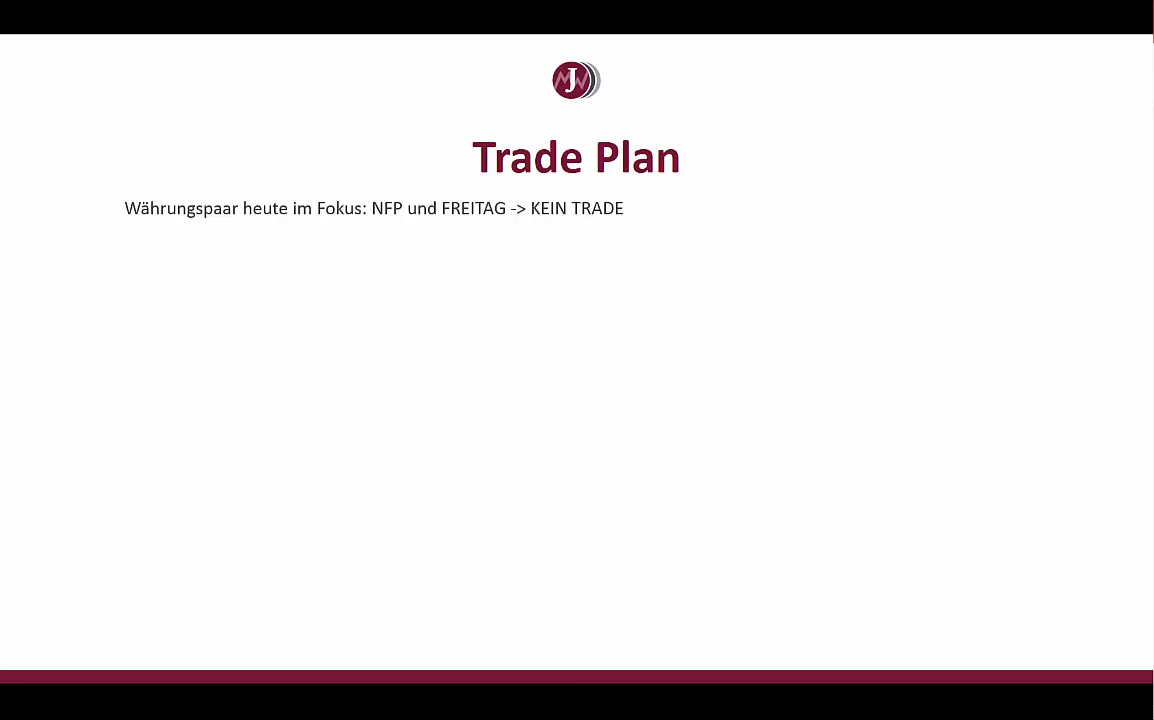 J
Trade Plan
Währungspaar heute im Fokus: NFP und FREITAG -> KEIN TRADE